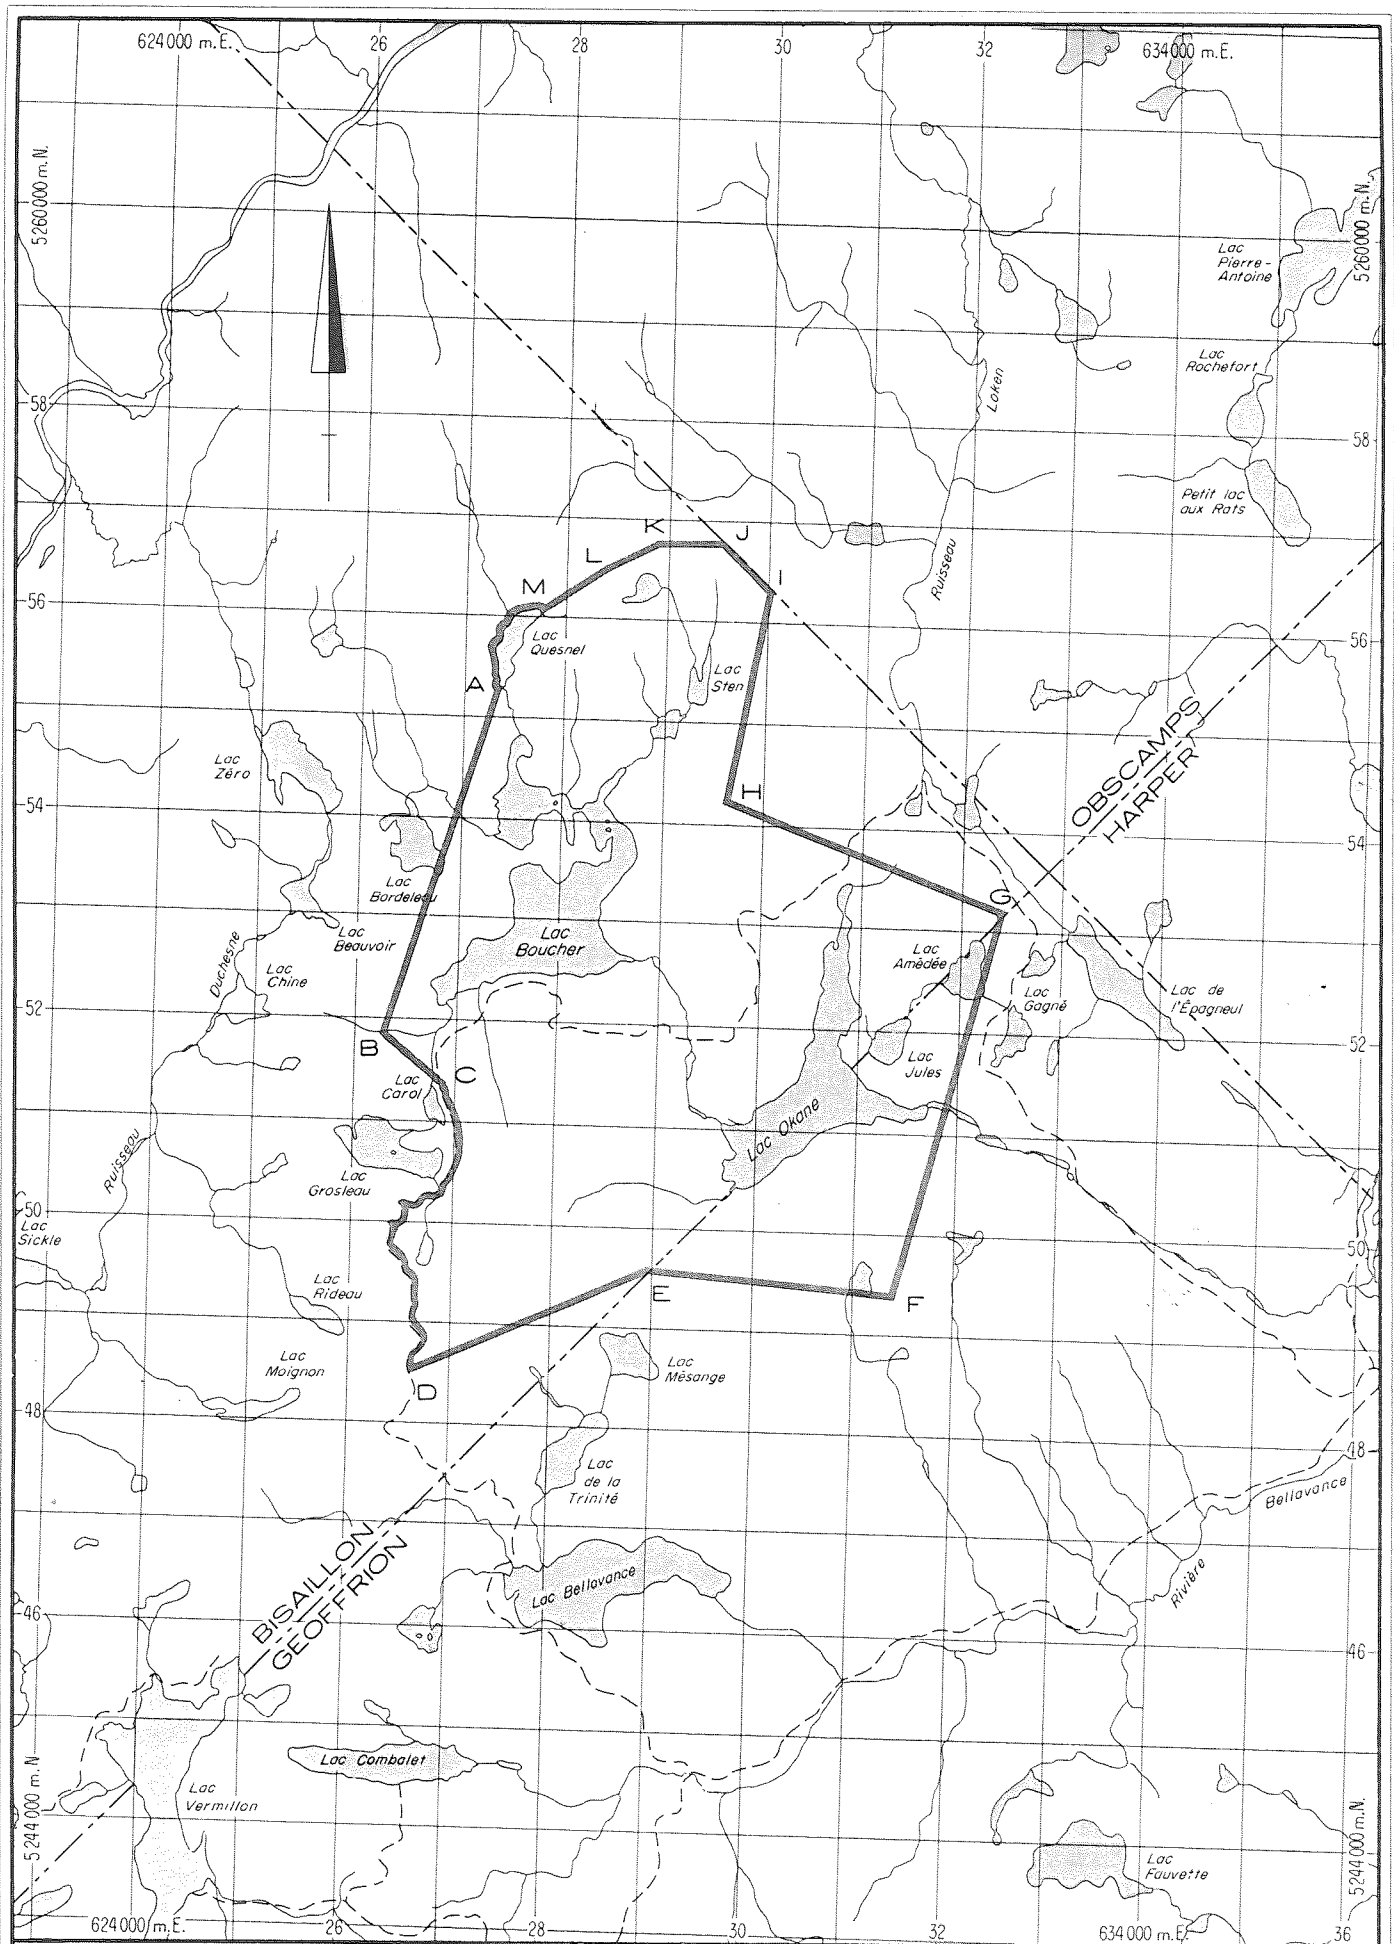 624000 m.E.
26
28
30
32
634000 m.E.
5260000 m.N.
5260000 m.N.
Lac
Pierre-
Antoine
Lac
Rochefort
Loken
58
58
Petit lac
aux Rats
K
J
L
I
Ruisseau
M
56
56
Lac
Quesnel
A
Lac
Sten
OBSCAMPS
HARPER
Lac
Zéro
H
54
54
Lac
Bordeleau
G
Lac
Beauvoir
Lac
Boucher
Lac
Amédée
Duchesne
Lac
Chine
Lac
Gagné
Lac de
l'Épagneul
52
52
B
Lac
Jules
C
Lac
Carol
Lac Okane
Ruisseau
Lac
Grosleau
50
50
Lac
Sickle
Lac
Rideau
E
F
Lac
Moignon
Lac
Mésange
D
48
48
Lac
de la
Trinité
Bellavance
BISAILLON
GEOFFRION
Lac Bellavance
Rivière
46
46
Lac Combalet
Lac
Vermillon
5244000 m.N
5244000 m.N.
Lac
Fauvette
624000 m.E.
26
28
30
32
634000 m.E.
36